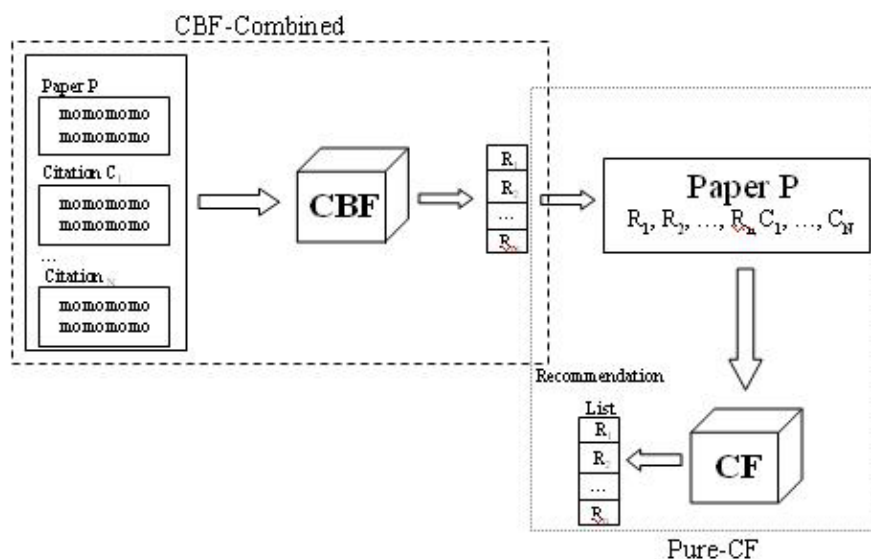 CBF-Combined
Paper P
momomomo
momomomo
Citation C1
momomomo
momomomo
...
Citation N
momomomo
momomomo
CBF
R1
R2
...
R
Paper P
R1, R2, ..., Rn, C1, ..., CN
Recommendation
List
R1
R2
...
R
CF
Pure-CF